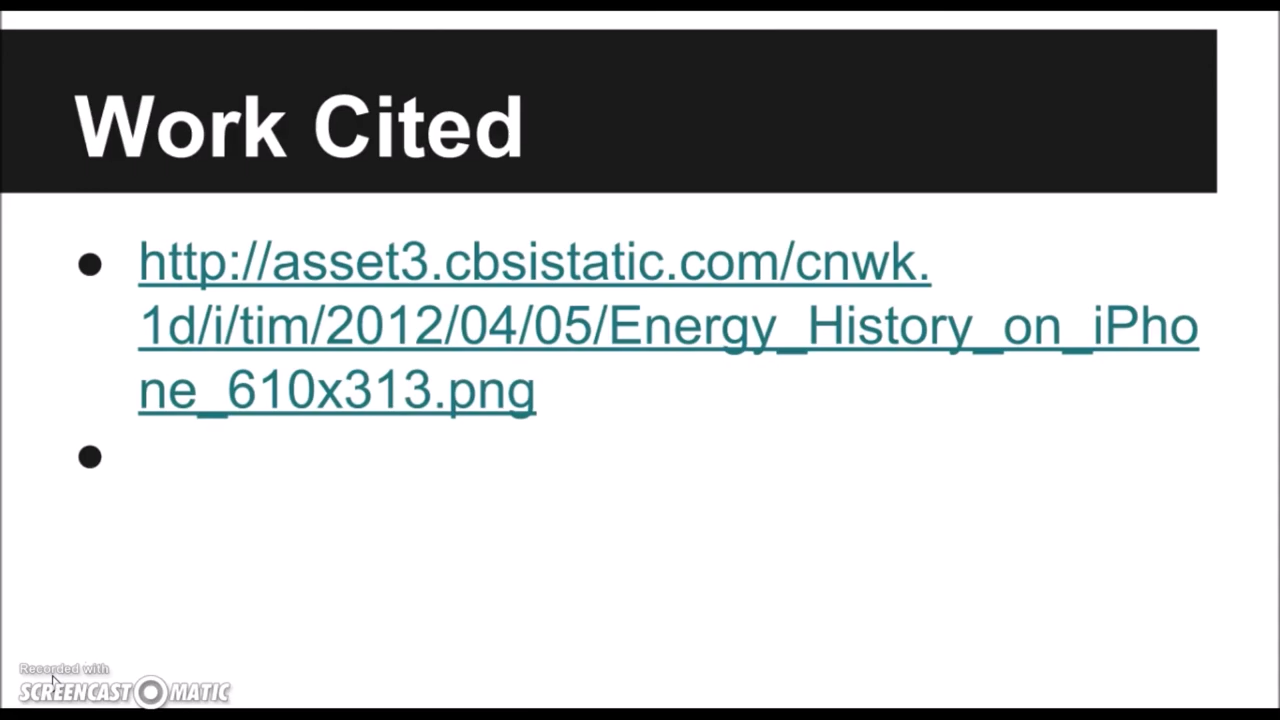 Work Cited
● http://asset3.cbsistatic.com/cnwk.
1d/i/tim/2012/04/05/Energy_History_on_iPho
ne_610x313.png
●
Recorded with
SCREENCAST O MATIC